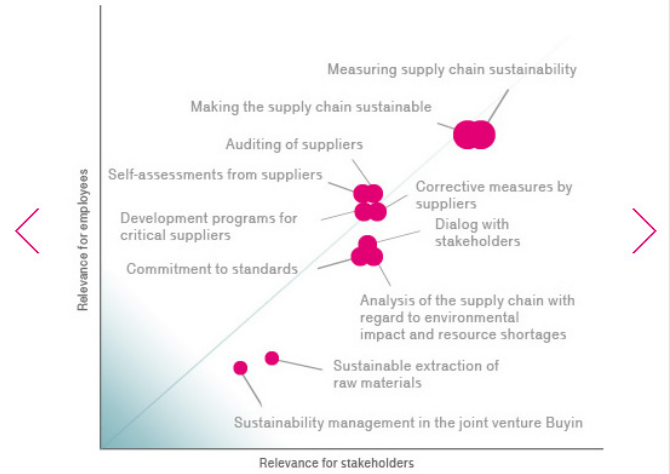 Measuring supply chain sustainability
Making the supply chain sustainable
Auditing of suppliers
Self-assessments from suppliers
Corrective measures by
suppliers
Development programs for
critical suppliers
Dialog with
stakeholders
Commitment to standards
Analysis of the supply chain with
regard to environmental
impact and resource shortages
Sustainable extraction of
raw materials
Sustainability management in the joint venture Buyin
Relevance for employees
Relevance for stakeholders